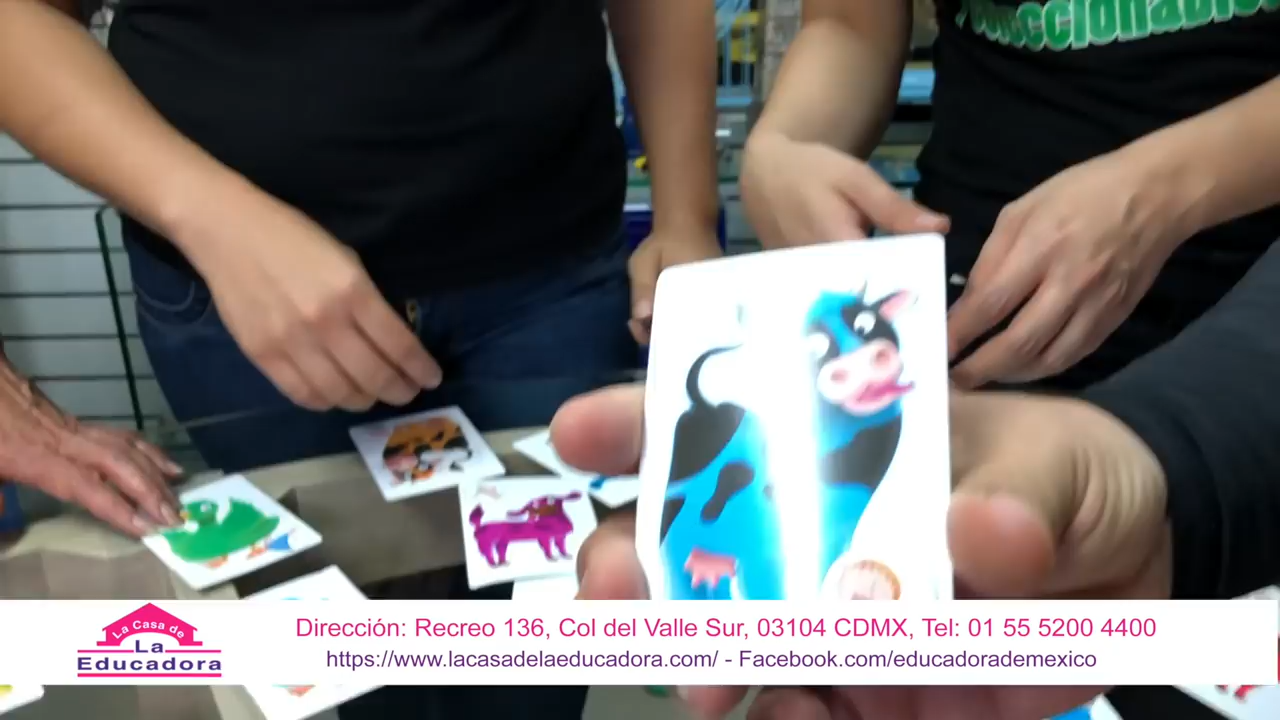 La Casa de
La
Educadora
Dirección: Recreo 136, Col del Valle Sur, 03104 CDMX, Tel: 01 55 5200 4400
https://www.lacasadelaeducadora.com/ - Facebook.com/educadorademexico